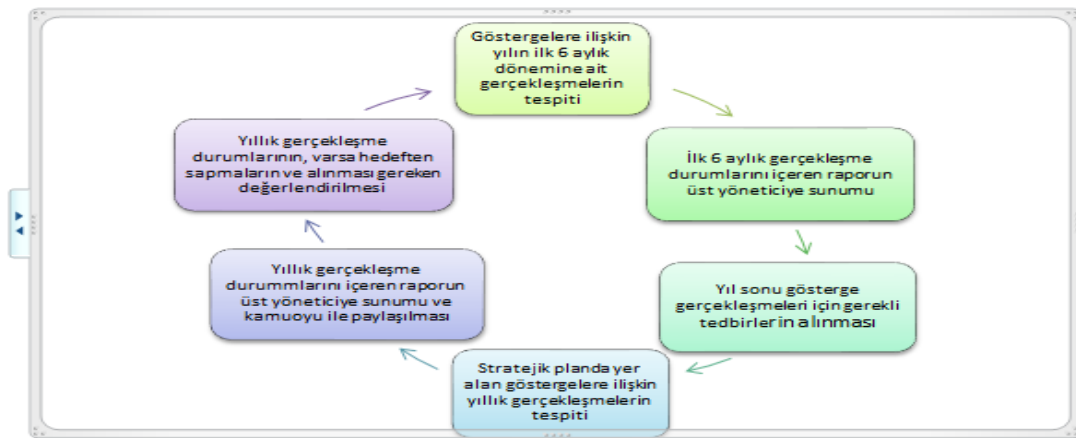 Göstergelere ilişkin
yılın ilk 6 aylık
dönemine ait
gerçekleşmelerin
tespiti
İlk 6 aylık gerçekleşme
durumlarını içeren raporun
üst yöneticiye sunumu
Yıl sonu gösterge
gerçekleşmeleri için gerekli
tedbirlerin alınması
Stratejik planda yer
alan göstergelere ilişkin
yıllık gerçekleşmelerin
tespiti
Yıllık gerçekleşme
durummlarını içeren raporun
üst yöneticiye sunumu ve
kamuoyu ile paylaşılması
Yıllık gerçekleşme
durumlarının, varsa hedeften
sapmaların ve alınması gereken
değerlendirilmesi